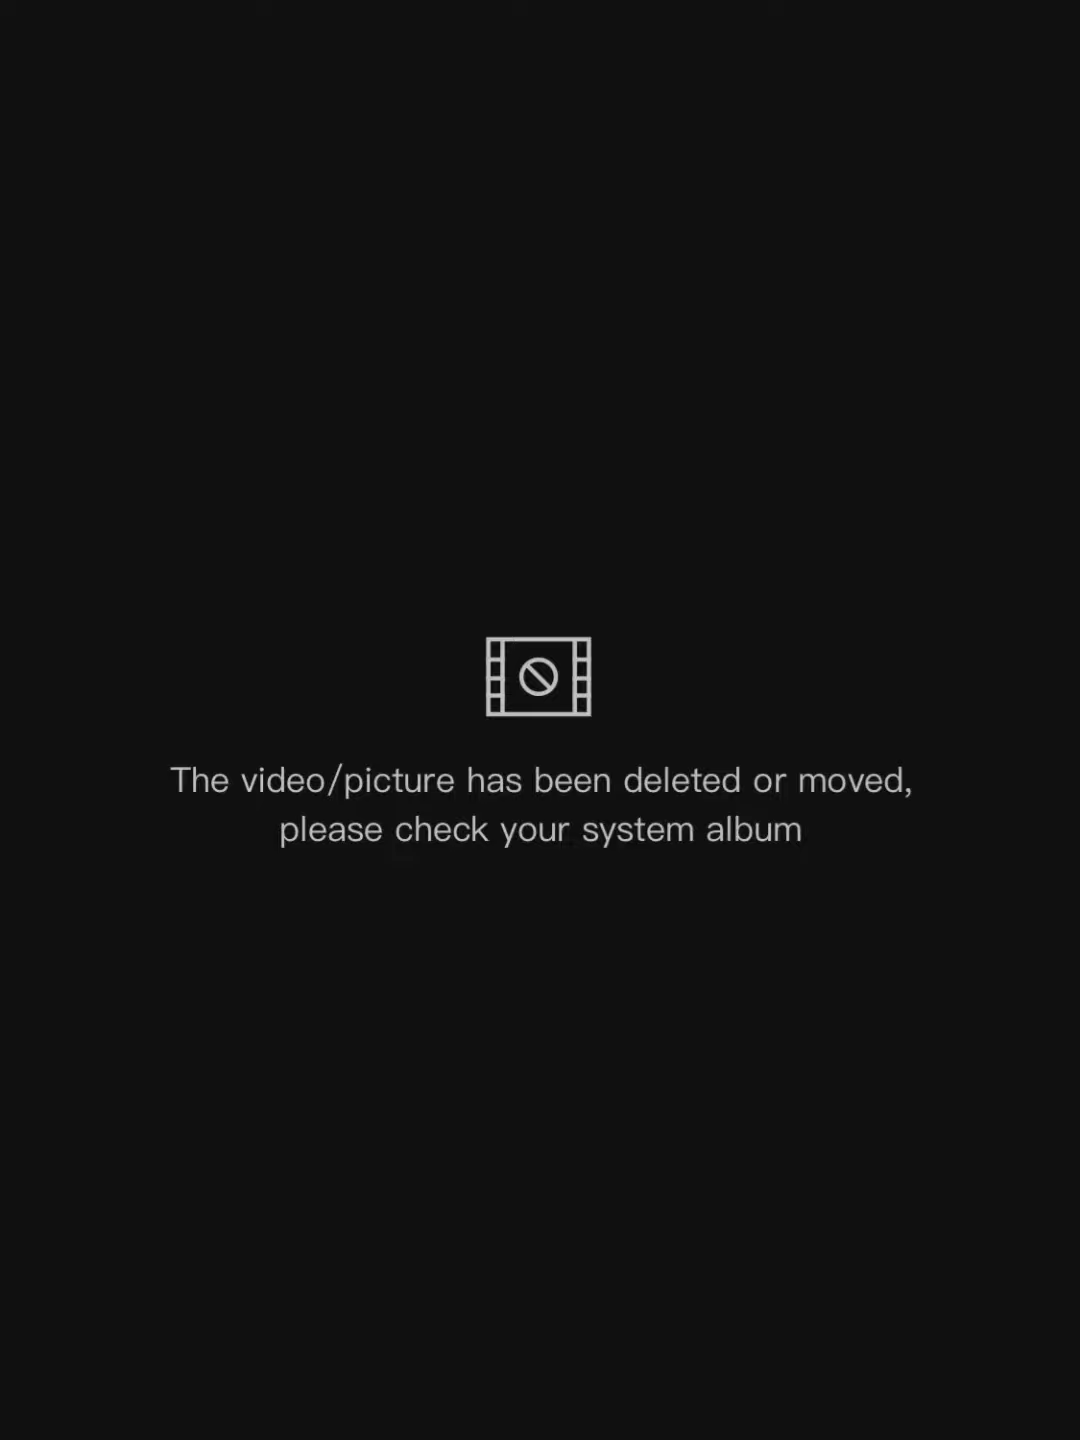 The video/picture has been deleted or moved,
please check your system album